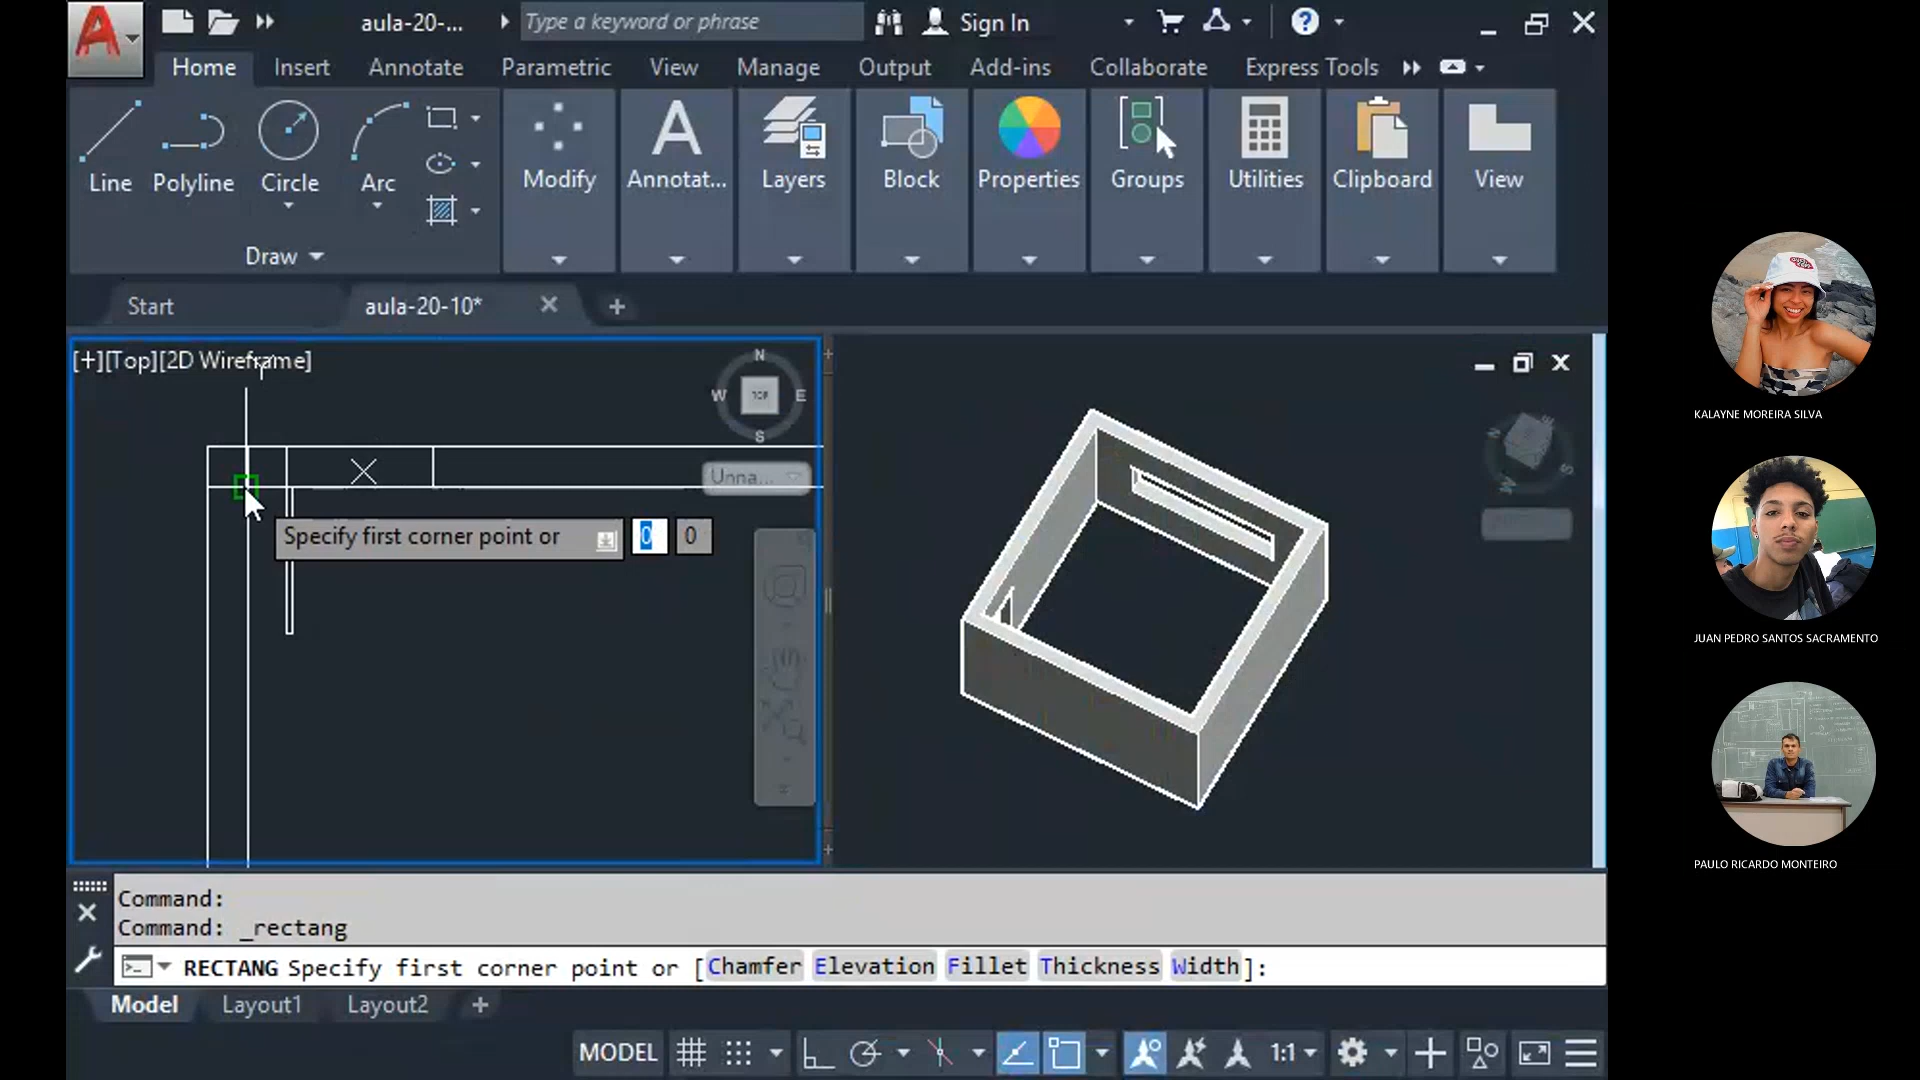 aula-20-...
Type a keyword or phrase
Sign In
Home Insert Annotate Parametric View Manage Output Add-ins Collaborate Express Tools
Line Polyline Circle Arc
Draw
Modify
Annotat...
Layers
Block
Properties
Groups
Utilities
Clipboard
View
Start
aula-20-10*
[+][Top][2D Wireframe]
Y
N
W TOP E
S
Unna...
Specify first corner point or 0 0
KALAYNE MOREIRA SILVA
JUAN PEDRO SANTOS SACRAMENTO
PAULO RICARDO MONTEIRO
Command:
Command: _rectang
RECTANG Specify first corner point or [Chamfer Elevation Fillet Thickness Width]:
Model Layout1 Layout2
MODEL 1:1